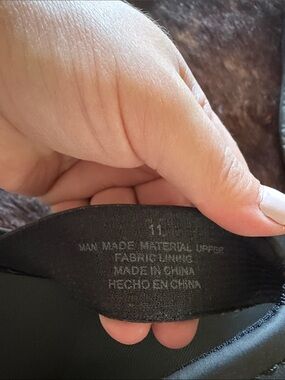 11
MAN MADE MATERIAL UPPER
FABRIC LINING
MADE IN CHINA
HECHO EN CHINA